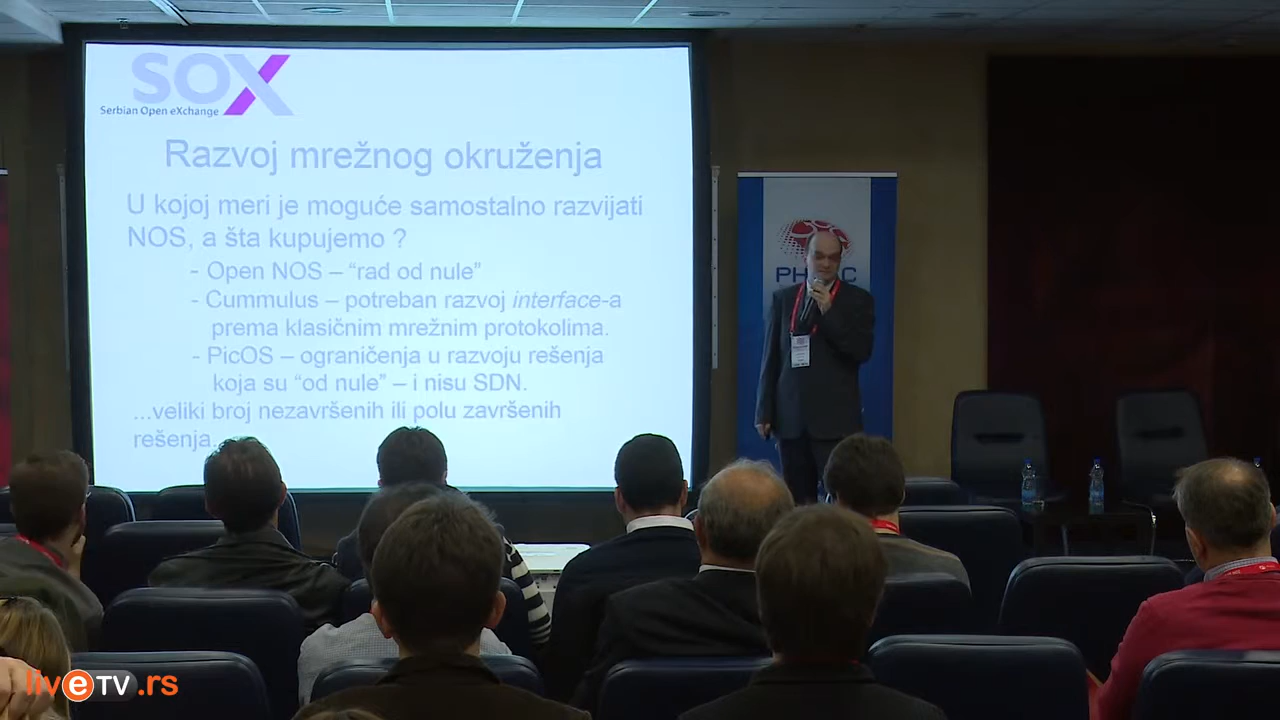 SOX
Serbian Open eXchange
Razvoj mrežnog okruženja
U kojoj meri je moguće samostalno razvijati
NOS, a šta kupujemo ?
- Open NOS – “rad od nule”
- Cummulus – potreban razvoj interface-a
prema klasičnim mrežnim protokolima.
- PicOS – ograničenja u razvoju rešenja
koja su “od nule” – i nisu SDN.
...veliki broj nezavršenih ili polu završenih
rešenja.
liveTV.rs